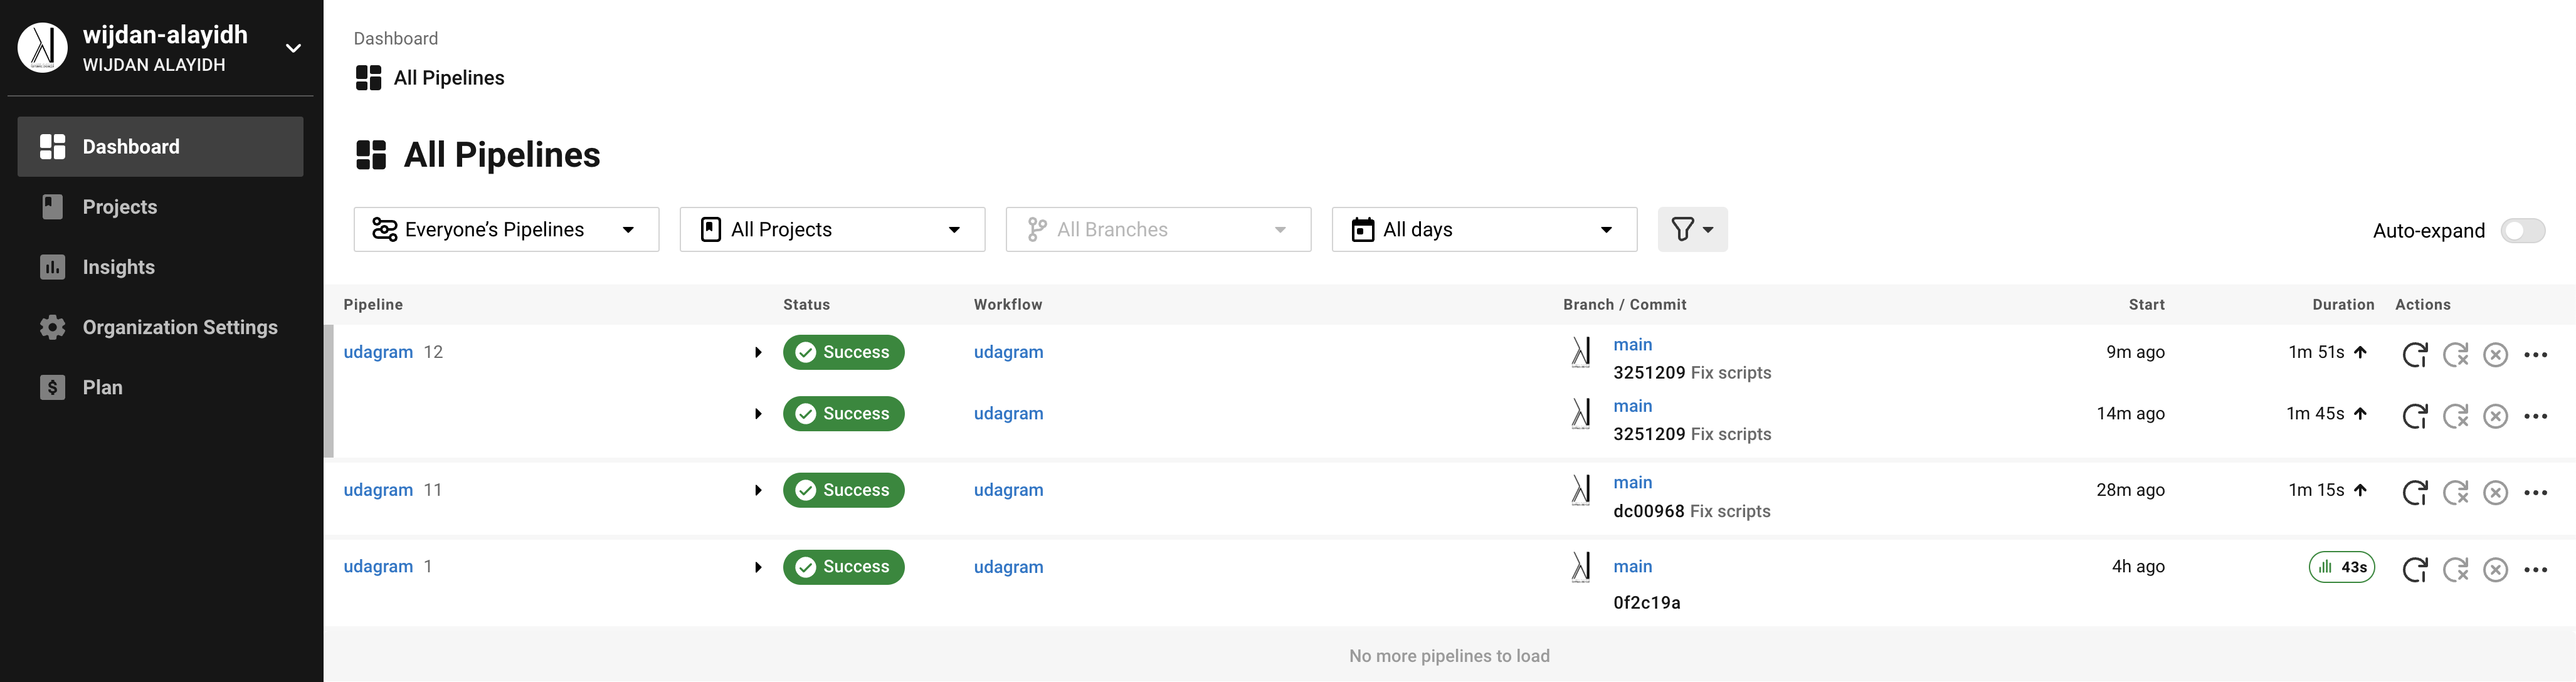 wijdan-alayidh
WIJDAN ALAYIDH
Dashboard
Projects
Insights
Organization Settings
Plan
Dashboard
All Pipelines
All Pipelines
Everyone’s Pipelines
All Projects
All Branches
All days
Auto-expand
Pipeline Status Workflow Branch / Commit Start Duration Actions
udagram 12 Success udagram main 9m ago 1m 51s
3251209 Fix scripts
Success udagram main 14m ago 1m 45s
3251209 Fix scripts
udagram 11 Success udagram main 28m ago 1m 15s
dc00968 Fix scripts
udagram 1 Success udagram main 4h ago 43s
0f2c19a
No more pipelines to load